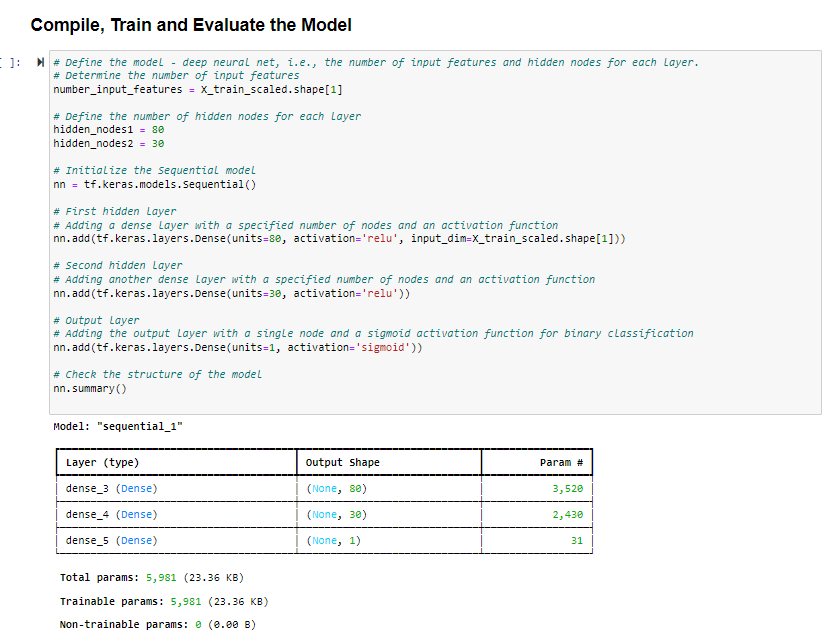 Compile, Train and Evaluate the Model
[ ]:
# Define the model - deep neural net, i.e., the number of input features and hidden nodes for each layer.
# Determine the number of input features
number_input_features = X_train_scaled.shape[1]
# Define the number of hidden nodes for each layer
hidden_nodes1 = 80
hidden_nodes2 = 30
# Initialize the Sequential model
nn = tf.keras.models.Sequential()
# First hidden layer
# Adding a dense layer with a specified number of nodes and an activation function
nn.add(tf.keras.layers.Dense(units=80, activation='relu', input_dim=X_train_scaled.shape[1]))
# Second hidden layer
# Adding another dense layer with a specified number of nodes and an activation function
nn.add(tf.keras.layers.Dense(units=30, activation='relu'))
# Output layer
# Adding the output layer with a single node and a sigmoid activation function for binary classification
nn.add(tf.keras.layers.Dense(units=1, activation='sigmoid'))
# Check the structure of the model
nn.summary()
Model: "sequential_1"
Layer (type) Output Shape Param #
dense_3 (Dense) (None, 80) 3,520
dense_4 (Dense) (None, 30) 2,430
dense_5 (Dense) (None, 1) 31
Total params: 5,981 (23.36 KB)
Trainable params: 5,981 (23.36 KB)
Non-trainable params: 0 (0.00 B)